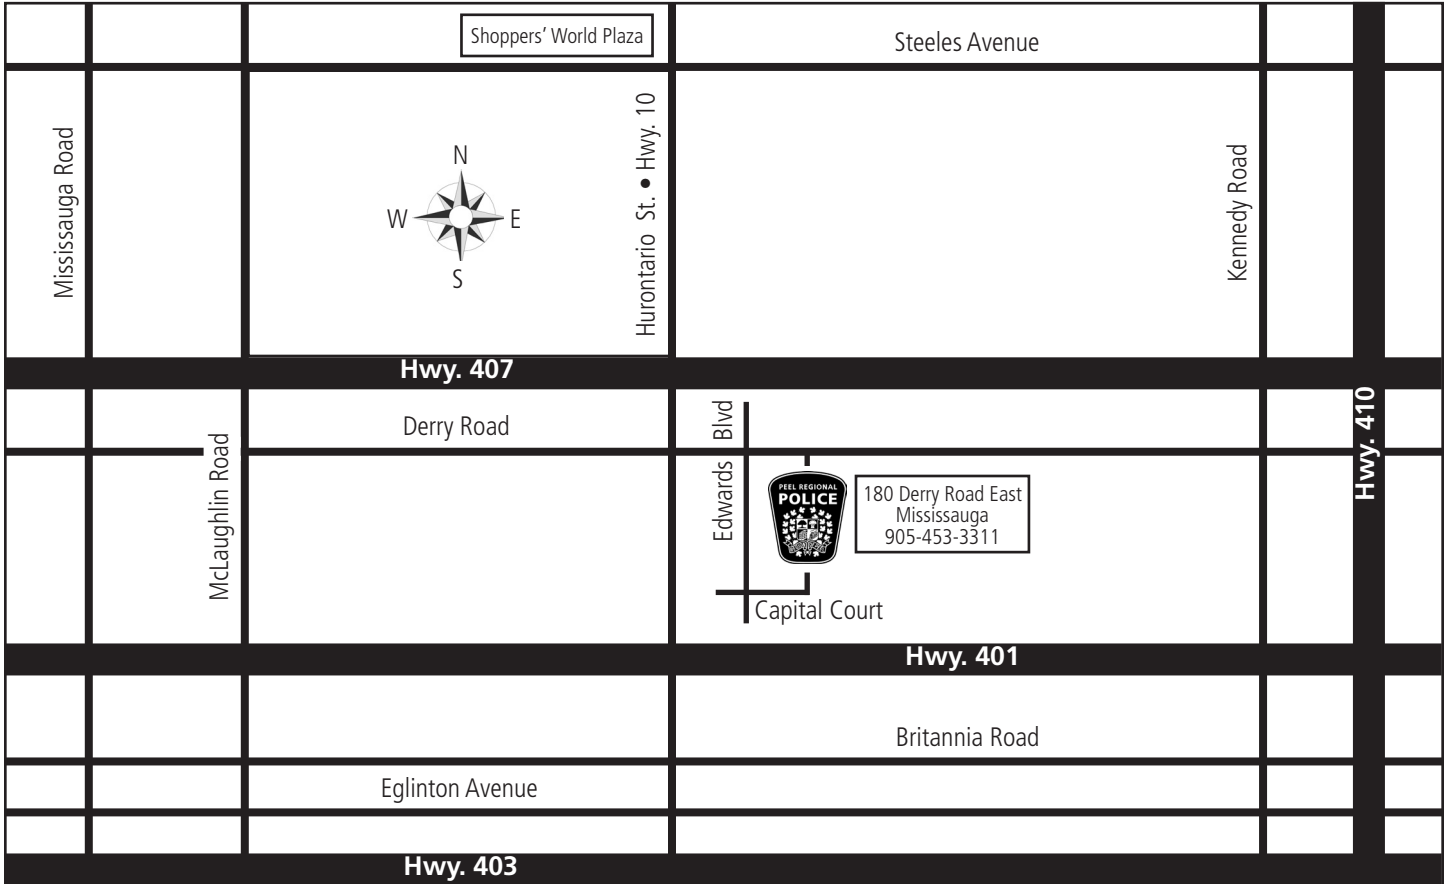 Shoppers' World Plaza
Steeles Avenue
Mississauga Road
Hurontario St. • Hwy. 10
Kennedy Road
N
W
E
S
Hwy. 407
Hwy. 410
Derry Road
McLaughlin Road
Edwards Blvd
PEEL REGIONAL
POLICE
180 Derry Road East
Mississauga
905-453-3311
Capital Court
Hwy. 401
Britannia Road
Eglinton Avenue
Hwy. 403